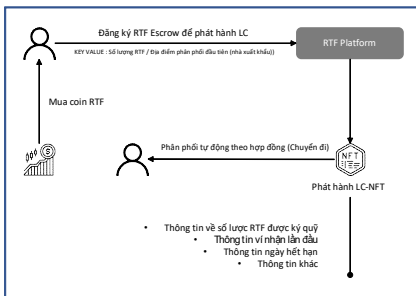 Đăng ký RTF Escrow để phát hành LC
KEY VALUE : Số lượng RTF / Địa điểm phân phối đầu tiên (nhà xuất khẩu))
RTF Platform
Mua coin RTF
Phân phối tự động theo hợp đồng (Chuyển đi)
NFT
Phát hành LC-NFT
• Thông tin về số lược RTF được ký quỹ
• Thông tin ví nhận lần đầu
• Thông tin ngày hết hạn
• Thông tin khác